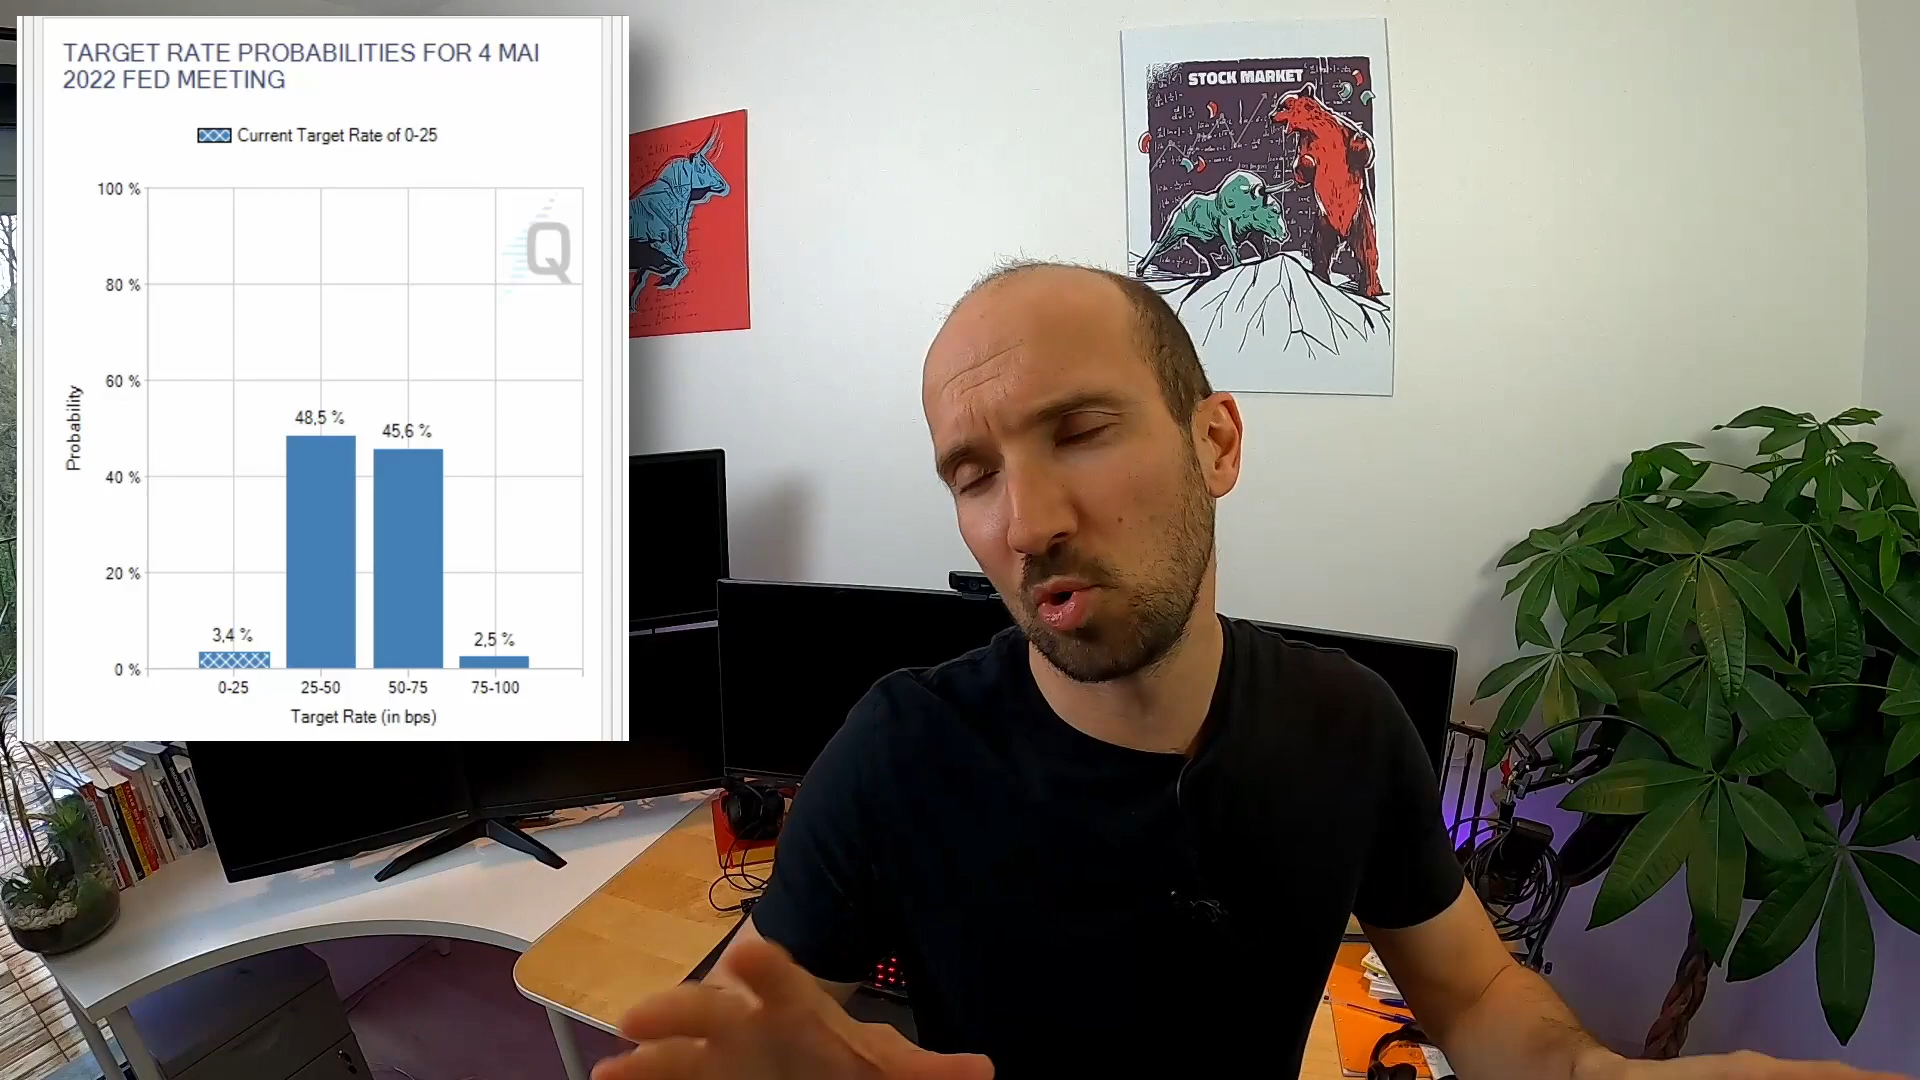 TARGET RATE PROBABILITIES FOR 4 MAI
2022 FED MEETING
Current Target Rate of 0-25
100 %
80 %
60 %
40 %
20 %
0 %
Probability
3,4 %
48,5 %
45,6 %
2,5 %
0-25
25-50
50-75
75-100
Target Rate (in bps)
Q
STOCK MARKET